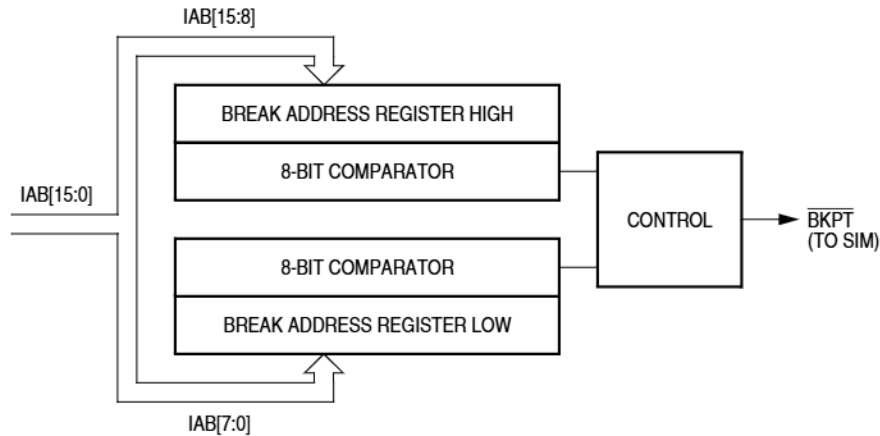 IAB[15:8]
BREAK ADDRESS REGISTER HIGH
8-BIT COMPARATOR
IAB[15:0]
CONTROL
BKPT
(TO SIM)
8-BIT COMPARATOR
BREAK ADDRESS REGISTER LOW
IAB[7:0]